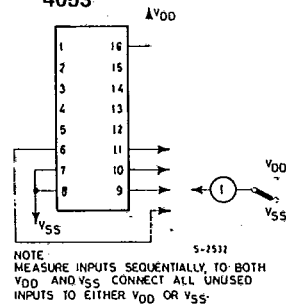 4053
VDD
1 16
2 15
3 14
4 13
5 12
6 11
7 10
8 9
VDD
I
VSS
VSS
S-2532
NOTE
MEASURE INPUTS SEQUENTIALLY, TO BOTH
VDD AND VSS CONNECT ALL UNUSED
INPUTS TO EITHER VDD OR VSS.